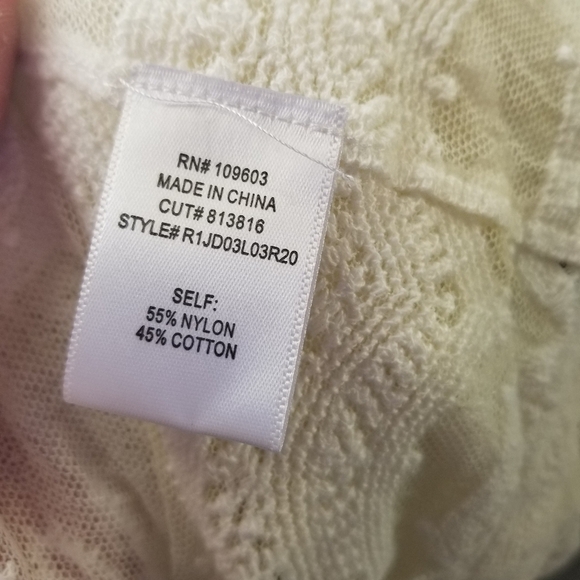 RN# 109603
MADE IN CHINA
CUT# 813816
STYLE# R1JD03L03R20
SELF:
55% NYLON
45% COTTON